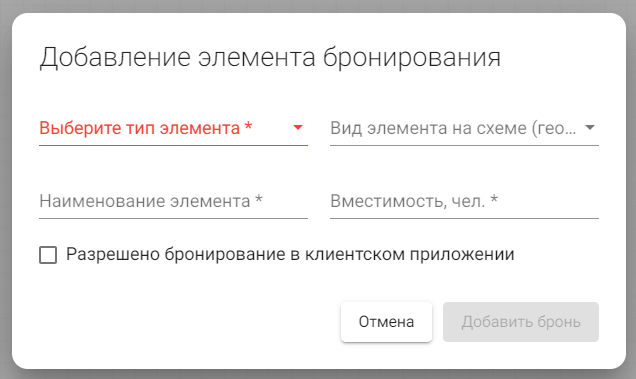 Добавление элемента бронирования
Выберите тип элемента *
Вид элемента на схеме (гео...
Наименование элемента *
Вместимость, чел. *
Разрешено бронирование в клиентском приложении
Отмена
Добавить бронь